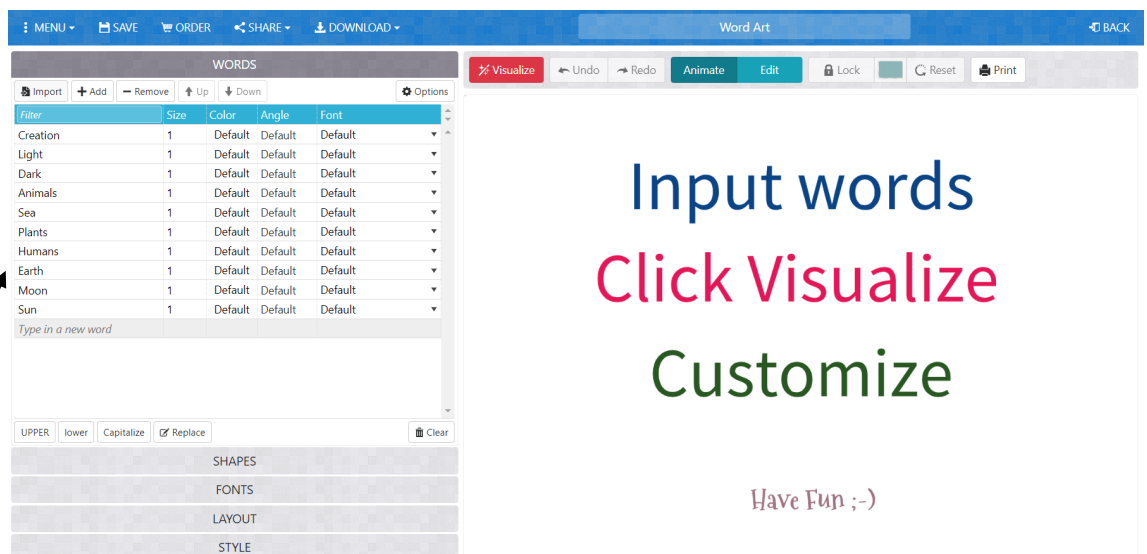 MENU SAVE ORDER SHARE DOWNLOAD Word Art BACK
WORDS
Import Add Remove Up Down Options
Filter Size Color Angle Font
Creation 1 Default Default Default
Light 1 Default Default Default
Dark 1 Default Default Default
Animals 1 Default Default Default
Sea 1 Default Default Default
Plants 1 Default Default Default
Humans 1 Default Default Default
Earth 1 Default Default Default
Moon 1 Default Default Default
Sun 1 Default Default Default
Type in a new word
UPPER lower Capitalize Replace Clear
SHAPES
FONTS
LAYOUT
STYLE
Visualize Undo Redo Animate Edit Lock Reset Print
Input words
Click Visualize
Customize
Have Fun ;-)